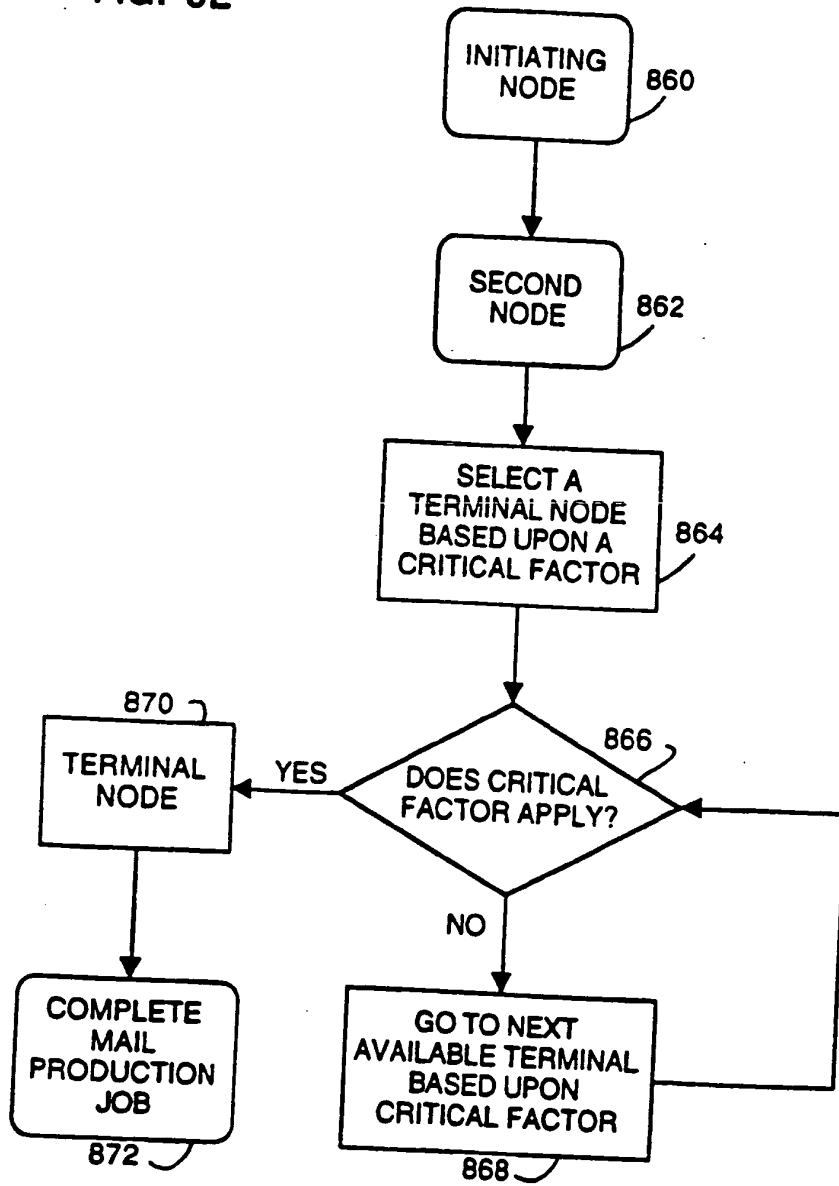 INITIATING
NODE
860
SECOND
NODE
862
SELECT A
TERMINAL NODE
BASED UPON A
CRITICAL FACTOR
864
870
TERMINAL
NODE
YES
866
DOES CRITICAL
FACTOR APPLY?
NO
COMPLETE
MAIL
PRODUCTION
JOB
872
GO TO NEXT
AVAILABLE TERMINAL
BASED UPON
CRITICAL FACTOR
868